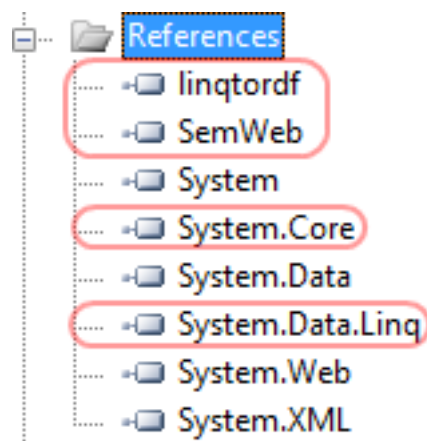 References
linqtordf
SemWeb
System
System.Core
System.Data
System.Data.Linq
System.Web
System.XML